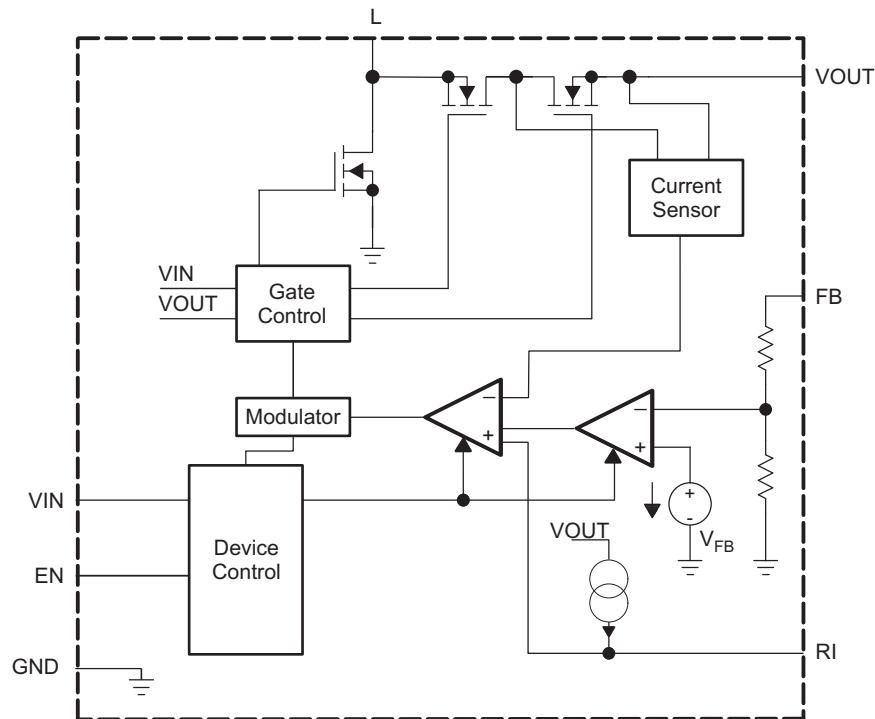 L
VOUT
Current
Sensor
VIN
VOUT
Gate
Control
FB
Modulator
−
+
−
+
VIN
Device
Control
EN
VOUT
+
-
VFB
GND
RI